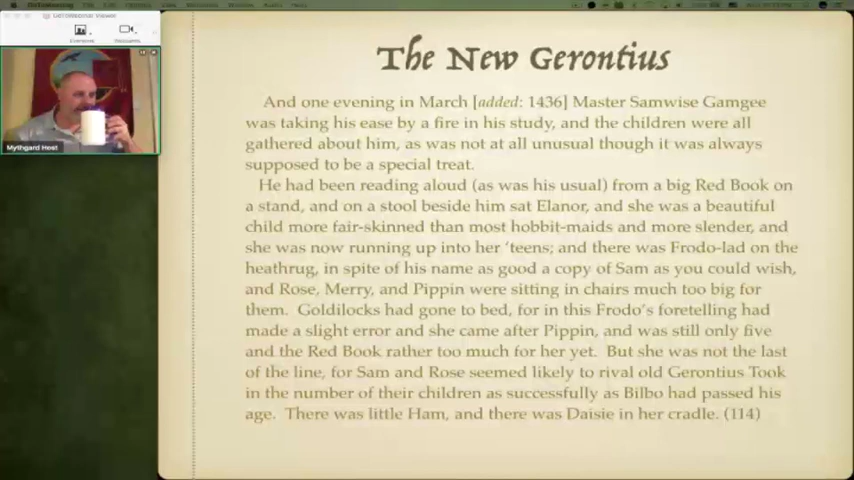 GoToWebinar Viewer
Mythgard Host
The New Gerontius
And one evening in March [added: 1436] Master Samwise Gamgee
was taking his ease by a fire in his study, and the children were all
gathered about him, as was not at all unusual though it was always
supposed to be a special treat.
He had been reading aloud (as was his usual) from a big Red Book on
a stand, and on a stool beside him sat Elanor, and she was a beautiful
child more fair-skinned than most hobbit-maids and more slender, and
she was now running up into her 'teens; and there was Frodo-lad on the
heathrug, in spite of his name as good a copy of Sam as you could wish,
and Rose, Merry, and Pippin were sitting in chairs much too big for
them. Goldilocks had gone to bed, for in this Frodo's foretelling had
made a slight error and she came after Pippin, and was still only five
and the Red Book rather too much for her yet. But she was not the last
of the line, for Sam and Rose seemed likely to rival old Gerontius Took
in the number of their children as successfully as Bilbo had passed his
age. There was little Ham, and there was Daisie in her cradle. (114)